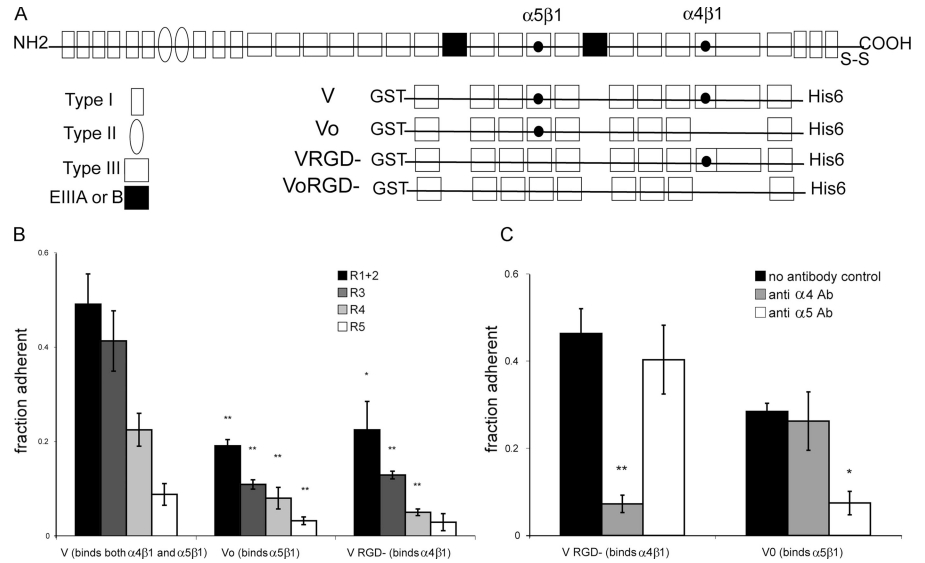 A
α5β1 α4β1
NH2 COOH
S-S
Type I
Type II
Type III
EIIIA or B
V GST His6
Vo GST His6
VRGD- GST His6
VoRGD- GST His6
B
fraction adherent
0.6
0.4
0.2
0
R1+2
R3
R4
R5
** ** ** **
* ** **
V (binds both α4β1 and α5β1) Vo (binds α5β1) V RGD- (binds α4β1)
C
fraction adherent
0.6
0.4
0.2
0
no antibody control
anti α4 Ab
anti α5 Ab
** *
V RGD- (binds α4β1) V0 (binds α5β1)